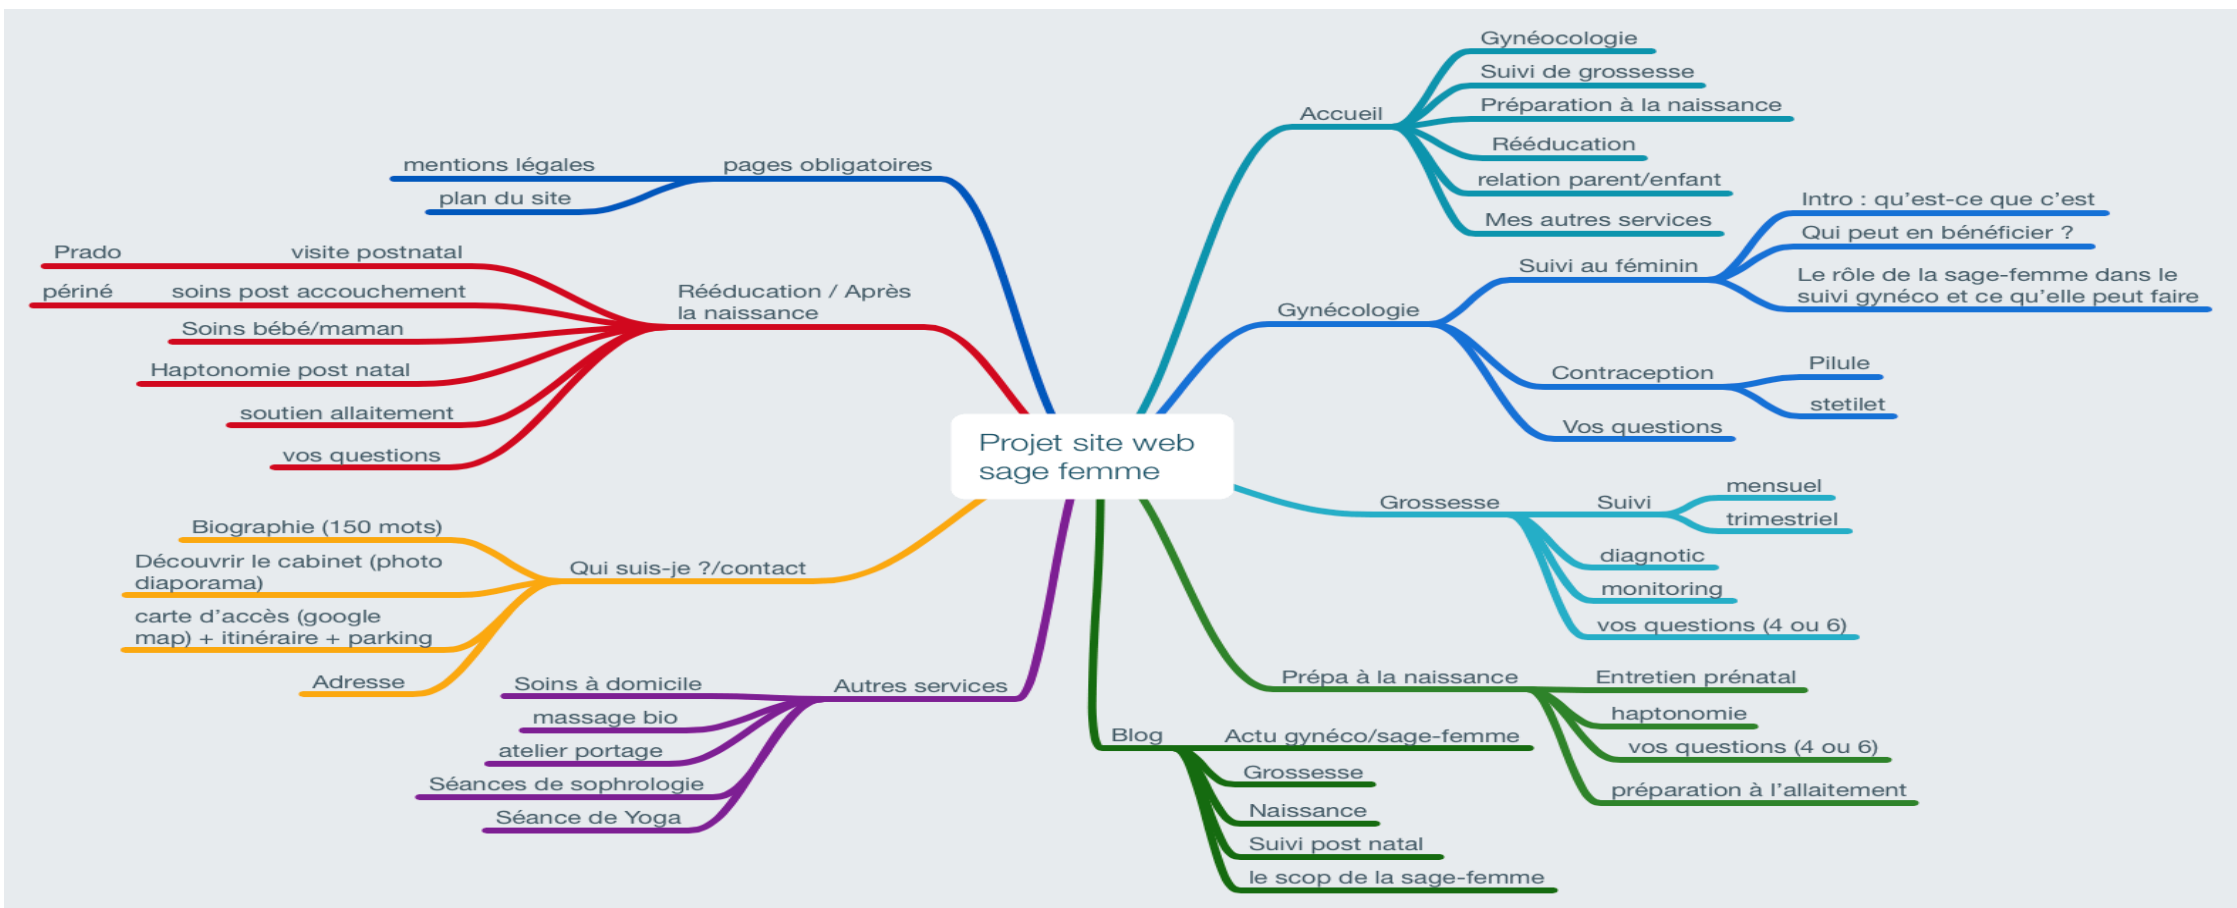 Projet site web
sage femme
Accueil
Gynéocologie
Suivi de grossesse
Préparation à la naissance
Rééducation
relation parent/enfant
Mes autres services
Gynécologie
Suivi au féminin
Intro : qu’est-ce que c’est
Qui peut en bénéficier ?
Le rôle de la sage-femme dans le
suivi gynéco et ce qu’elle peut faire
Contraception
Pilule
stetilet
Vos questions
Grossesse
Suivi
mensuel
trimestriel
diagnotic
monitoring
vos questions (4 ou 6)
Prépa à la naissance
Entretien prénatal
haptonomie
vos questions (4 ou 6)
préparation à l’allaitement
Blog
Actu gynéco/sage-femme
Grossesse
Naissance
Suivi post natal
le scop de la sage-femme
Autres services
Soins à domicile
massage bio
atelier portage
Séances de sophrologie
Séance de Yoga
Qui suis-je ?/contact
Biographie (150 mots)
Découvrir le cabinet (photo
diaporama)
carte d’accès (google
map) + itinéraire + parking
Adresse
Rééducation / Après
la naissance
visite postnatal
Prado
soins post accouchement
périné
Soins bébé/maman
Haptonomie post natal
soutien allaitement
vos questions
pages obligatoires
mentions légales
plan du site